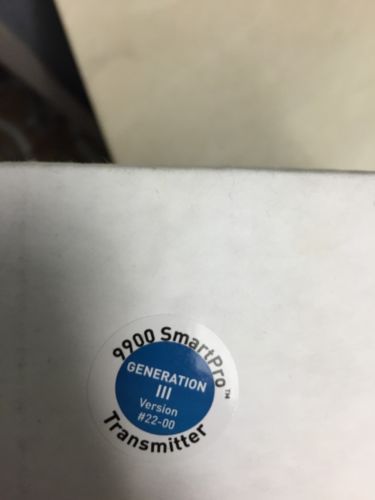 9900 SmartPro™
GENERATION
III
Version
#22-00
Transmitter